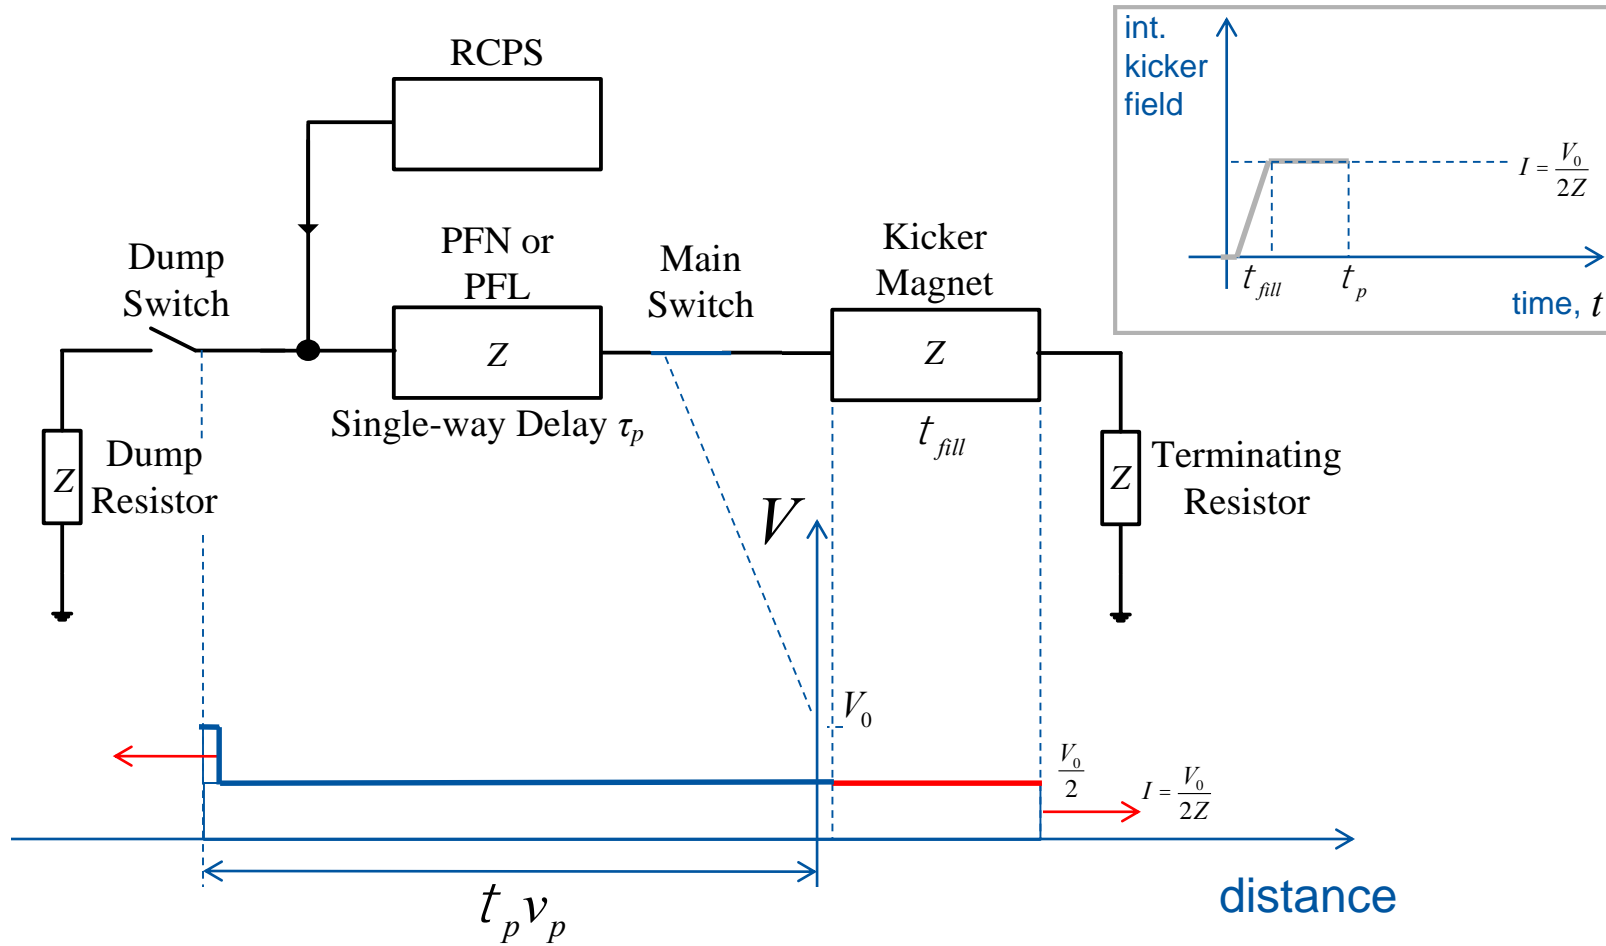 RCPS
int.
kicker
field
I = V₀/2Z
t fill
t p
time, t
Dump
Switch
PFN or
PFL
Main
Switch
Kicker
Magnet
Z
Z
Single-way Delay τp
t fill
Z
Dump
Resistor
Z
Terminating
Resistor
V
V₀
V₀/2
I = V₀/2Z
t p v p
distance